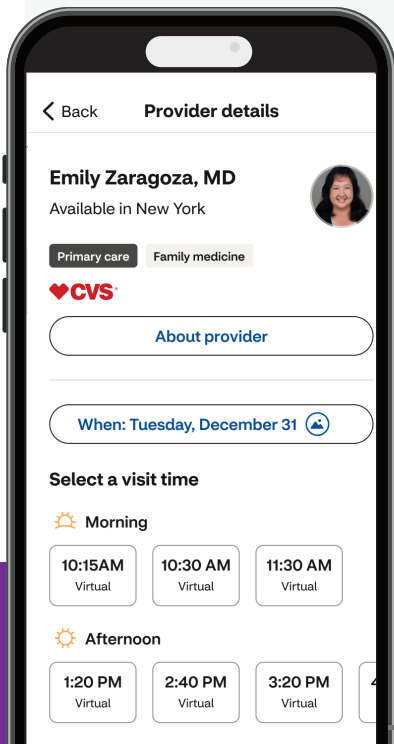 Back
Provider details
Emily Zaragoza, MD
Available in New York
Primary care
Family medicine
CVS
About provider
When: Tuesday, December 31
Select a visit time
Morning
10:15AM
10:30 AM
11:30 AM
Virtual
Virtual
Virtual
Afternoon
1:20 PM
2:40 PM
3:20 PM
Virtual
Virtual
Virtual